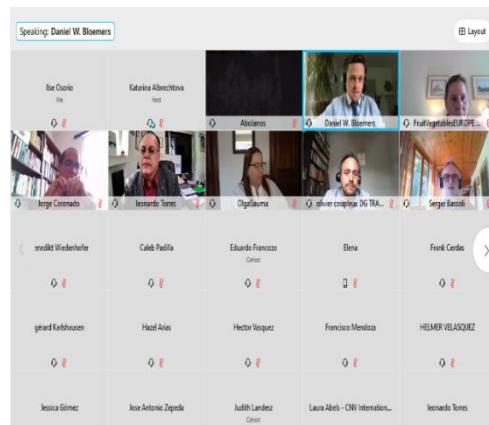 Speaking: Daniel W. Bloemers
Layout
Ilse Osorio
Me
Katarina Albrechtova
Host
Abolanos
Daniel W. Bloemers
FruitVegetablesEUROPE ...
Jorge Coronado
leonardo Torres
OlgaSauma
olivier coupleux DG TRA...
Sergio Bassoli
enedikt Wiedenhofer
Caleb Padilla
Eduardo Francozo
Cohost
Elena
Frank Cerdas
gérard Karlshausen
Hazel Arias
Hector Vasquez
Francisco Mendoza
HELMER VELASQUEZ
Jessica Gómez
Jose Antonio Zepeda
Judith Landesz
Cohost
Laura Abels - CNV Internation...
leonardo Torres